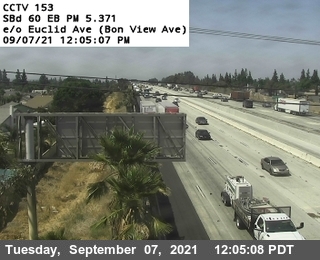 CCTV 153
SBd 60 EB PM 5.371
e/o Euclid Ave (Bon View Ave)
09/07/21 12:05:07 PM
Tuesday, September 07, 2021 12:05:08 PDT